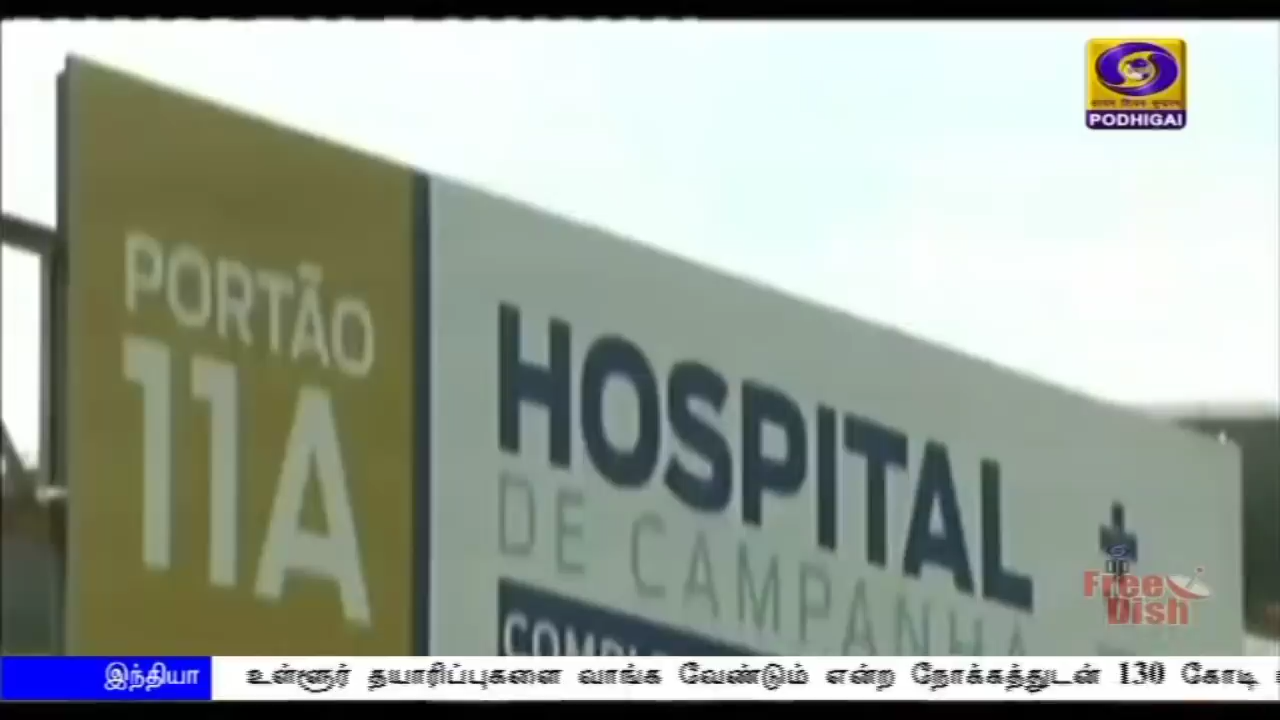 PODHIGAI
PORTÃO
11A
HOSPITAL
DE CAMPANHA
Free
Dish
இந்தியா
உள்ளூர் தயாரிப்புகளை வாங்க வேண்டும் என்ற நோக்கத்துடன் 130 கோடி